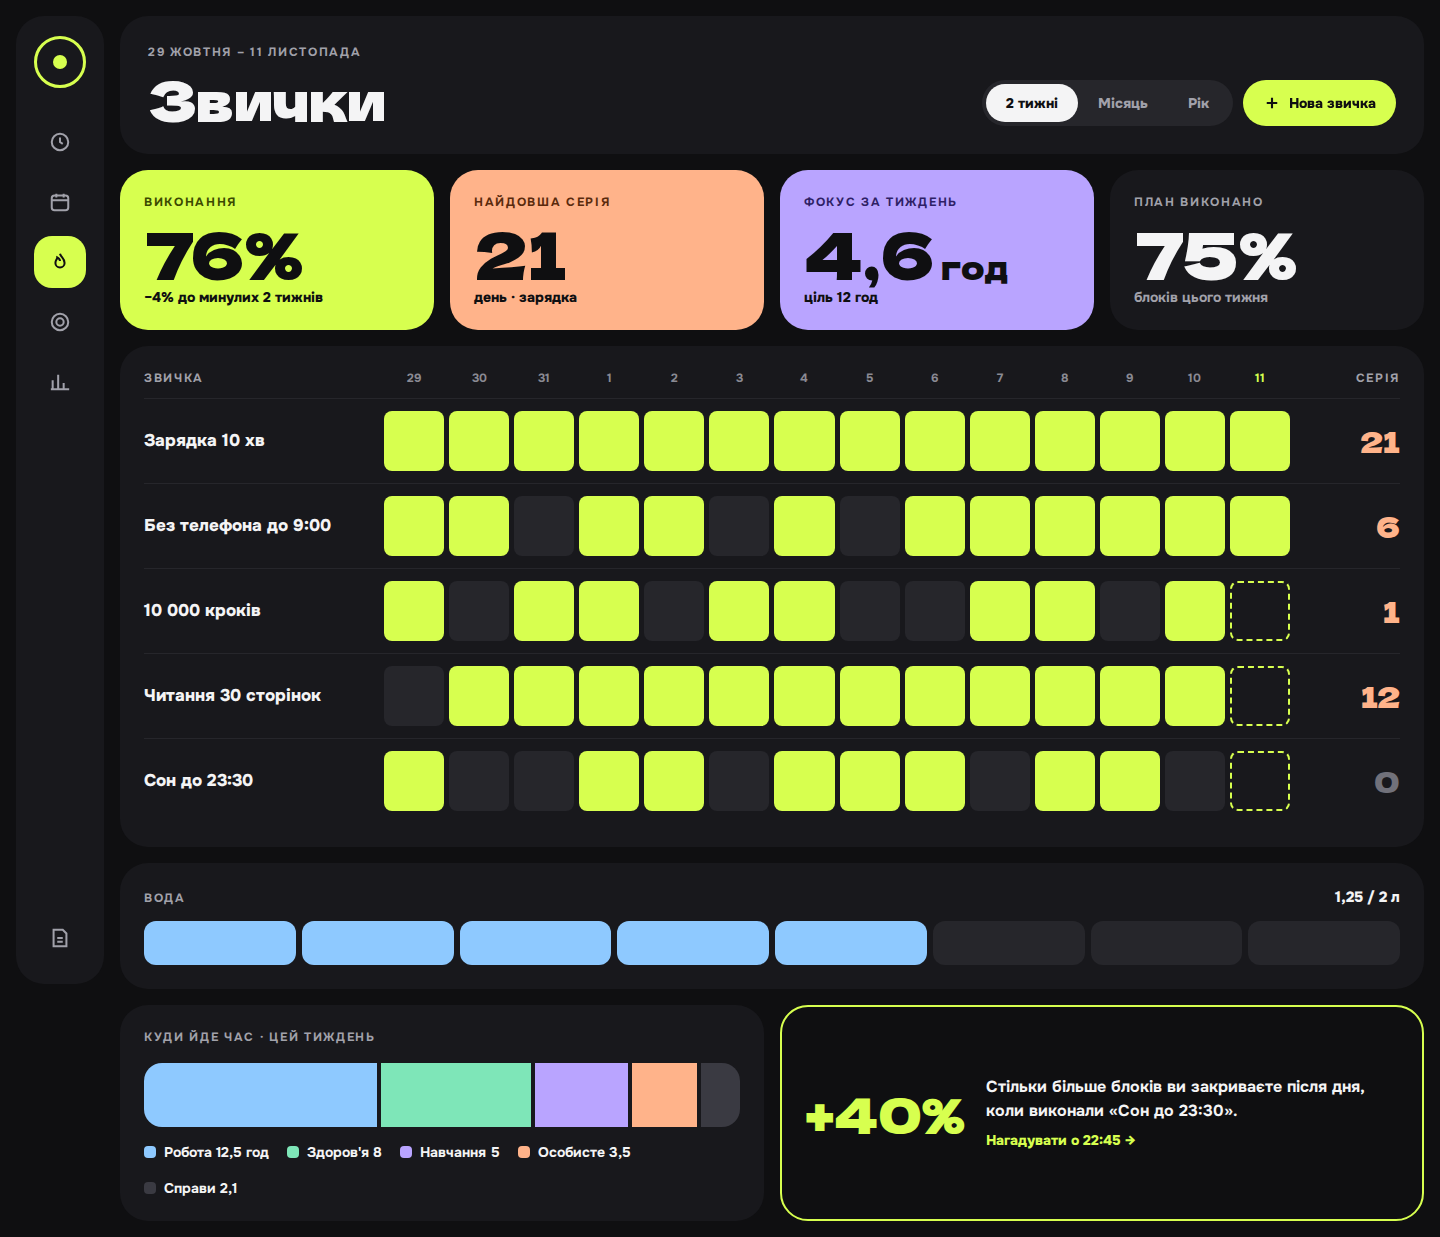 29 ЖОВТНЯ – 11 ЛИСТОПАДА
Звички
2 тижні
Місяць
Рік
+ Нова звичка
ВИКОНАННЯ
76%
−4% до минулих 2 тижнів
НАЙДОВША СЕРІЯ
21
день · зарядка
ФОКУС ЗА ТИЖДЕНЬ
4,6 год
ціль 12 год
ПЛАН ВИКОНАНО
75%
блоків цього тижня
ЗВИЧКА 29 30 31 1 2 3 4 5 6 7 8 9 10 11 СЕРІЯ
Зарядка 10 хв 21
Без телефона до 9:00 6
10 000 кроків 1
Читання 30 сторінок 12
Сон до 23:30 0
ВОДА 1,25 / 2 л
КУДИ ЙДЕ ЧАС · ЦЕЙ ТИЖДЕНЬ
Робота 12,5 год Здоров'я 8 Навчання 5 Особисте 3,5
Справи 2,1
+40%
Стільки більше блоків ви закриваєте після дня,
коли виконали «Сон до 23:30».
Нагадувати о 22:45 →